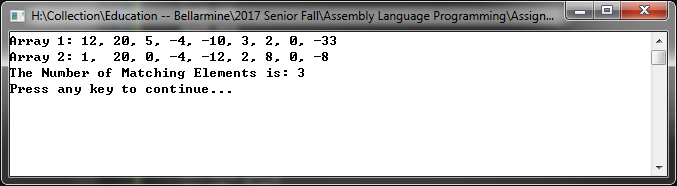 H:\Collection\Education -- Bellarmine\2017 Senior Fall\Assembly Language Programming\Assign...
Array 1: 12, 20, 5, -4, -10, 3, 2, 0, -33
Array 2: 1,  20, 0, -4, -12, 2, 8, 0, -8
The Number of Matching Elements is: 3
Press any key to continue...